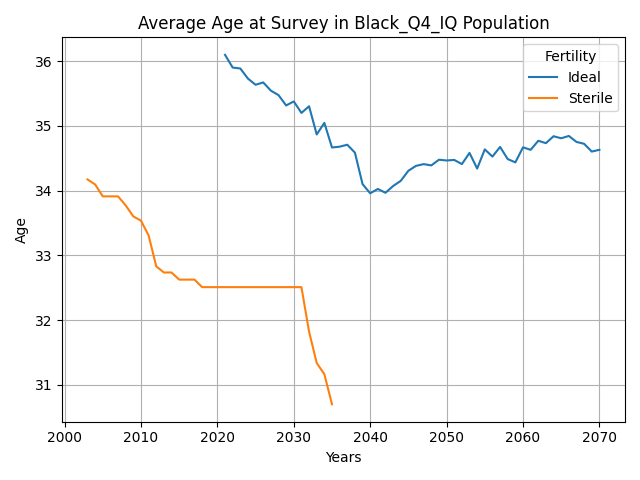 Average Age at Survey in Black_Q4_IQ Population
Fertility
Ideal
Sterile
36
35
34
33
32
31
Age
2000 2010 2020 2030 2040 2050 2060 2070
Years